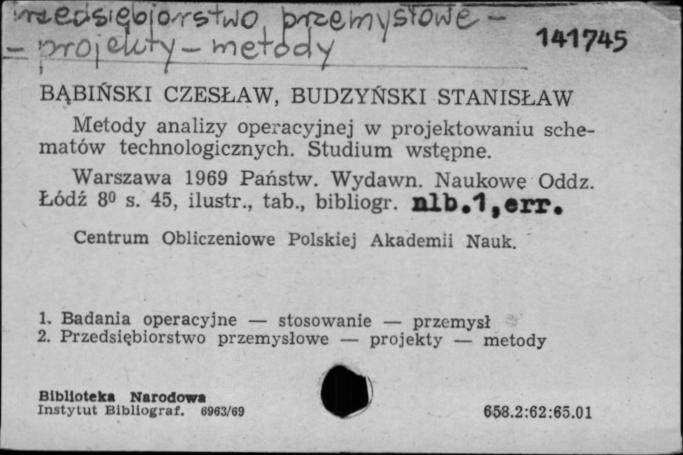 Przedsiębiorstwo przemysłowe -
- projekty - metody
141745
BĄBIŃSKI CZESŁAW, BUDZYŃSKI STANISŁAW
Metody analizy operacyjnej w projektowaniu sche-
matów technologicznych. Studium wstępne.
Warszawa 1969 Państw. Wydawn. Naukowe Oddz.
Łódź 8⁰ s. 45, ilustr., tab., bibliogr. nlb.1,err.
Centrum Obliczeniowe Polskiej Akademii Nauk.
1. Badania operacyjne — stosowanie — przemysł
2. Przedsiębiorstwo przemysłowe — projekty — metody
Biblioteka Narodowa
Instytut Bibliograf. 6963/69
658.2:62:65.01